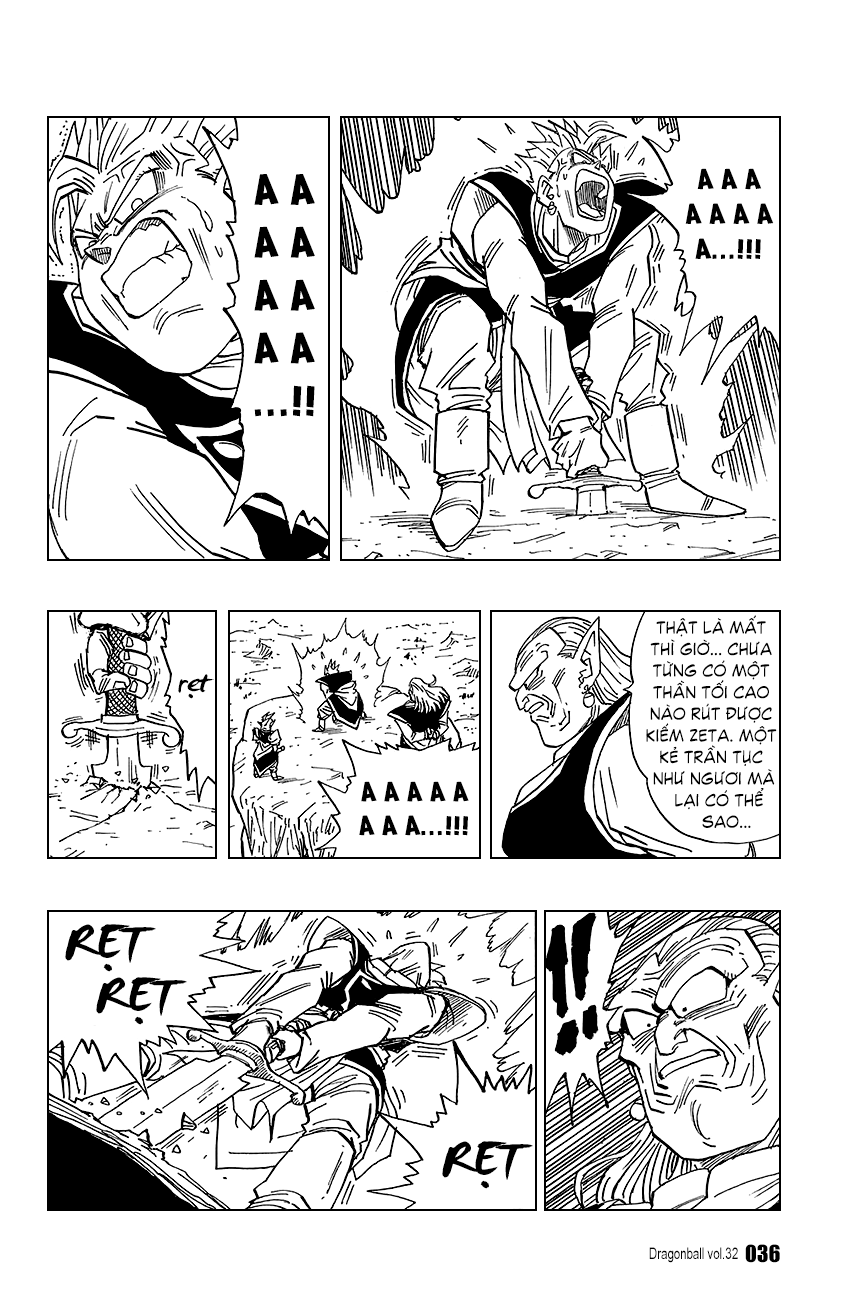 A A A
A A A A
A...!!!
A A
A A
A A
A A
...!!
THẬT LÀ MẤT
THÌ GIỜ... CHƯA
TỪNG CÓ MỘT
THẦN TỐI CAO
NÀO RÚT ĐƯỢC
KIẾM ZETA. MỘT
KẺ TRẦN TỤC
NHƯ NGƯƠI MÀ
LẠI CÓ THỂ
SAO...
A A A A A
A A A...!!!
rẹt
!!
RẸT
RẸT
RẸT
Dragonball vol.32 036